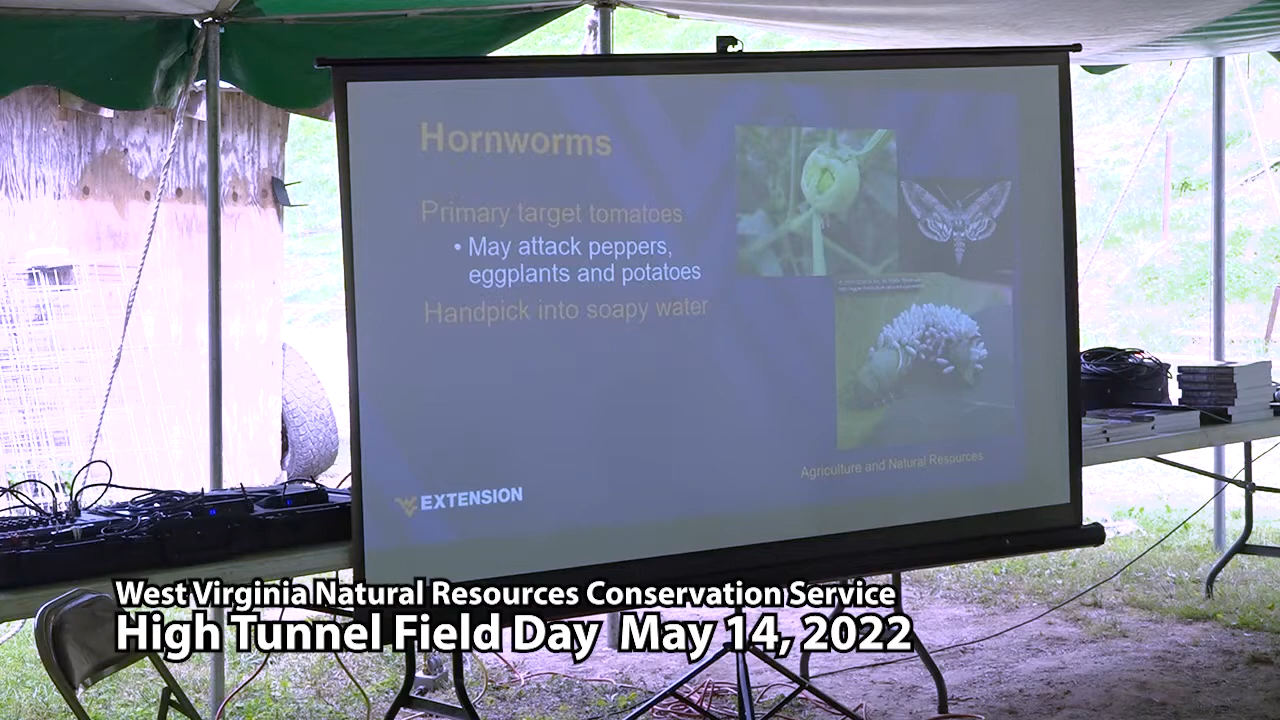 Hornworms
Primary target tomatoes
• May attack peppers,
eggplants and potatoes
Handpick into soapy water
Agriculture and Natural Resources
WV EXTENSION
West Virginia Natural Resources Conservation Service
High Tunnel Field Day May 14, 2022